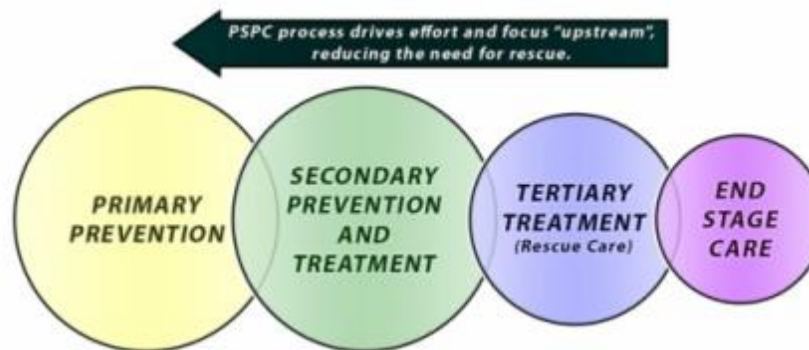 PSPC process drives effort and focus "upstream",
reducing the need for rescue.
PRIMARY
PREVENTION
SECONDARY
PREVENTION
AND
TREATMENT
TERTIARY
TREATMENT
(Rescue Care)
END
STAGE
CARE